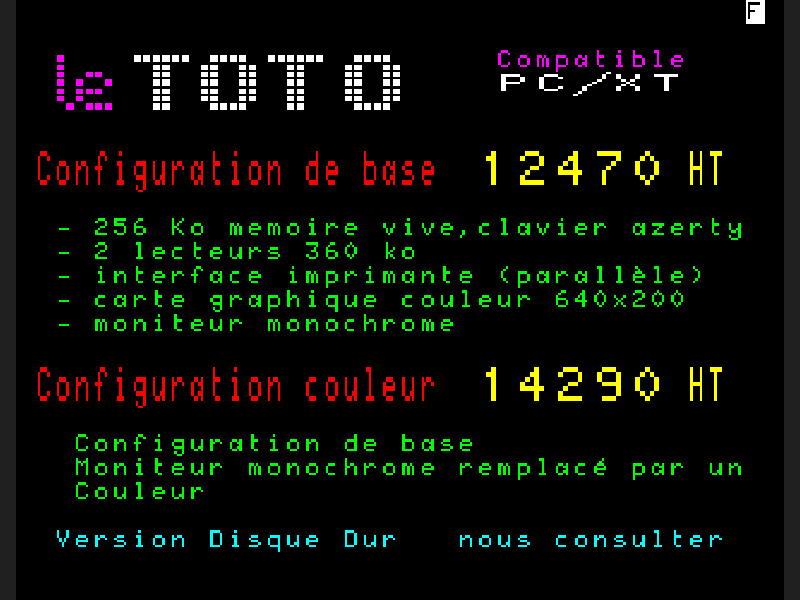 F
le TOTO
Compatible
PC/XT
Configuration de base 12470 HT
- 256 Ko memoire vive,clavier azerty
- 2 lecteurs 360 ko
- interface imprimante (parallèle)
- carte graphique couleur 640x200
- moniteur monochrome
Configuration couleur 14290 HT
Configuration de base
Moniteur monochrome remplacé par un
Couleur
Version Disque Dur nous consulter